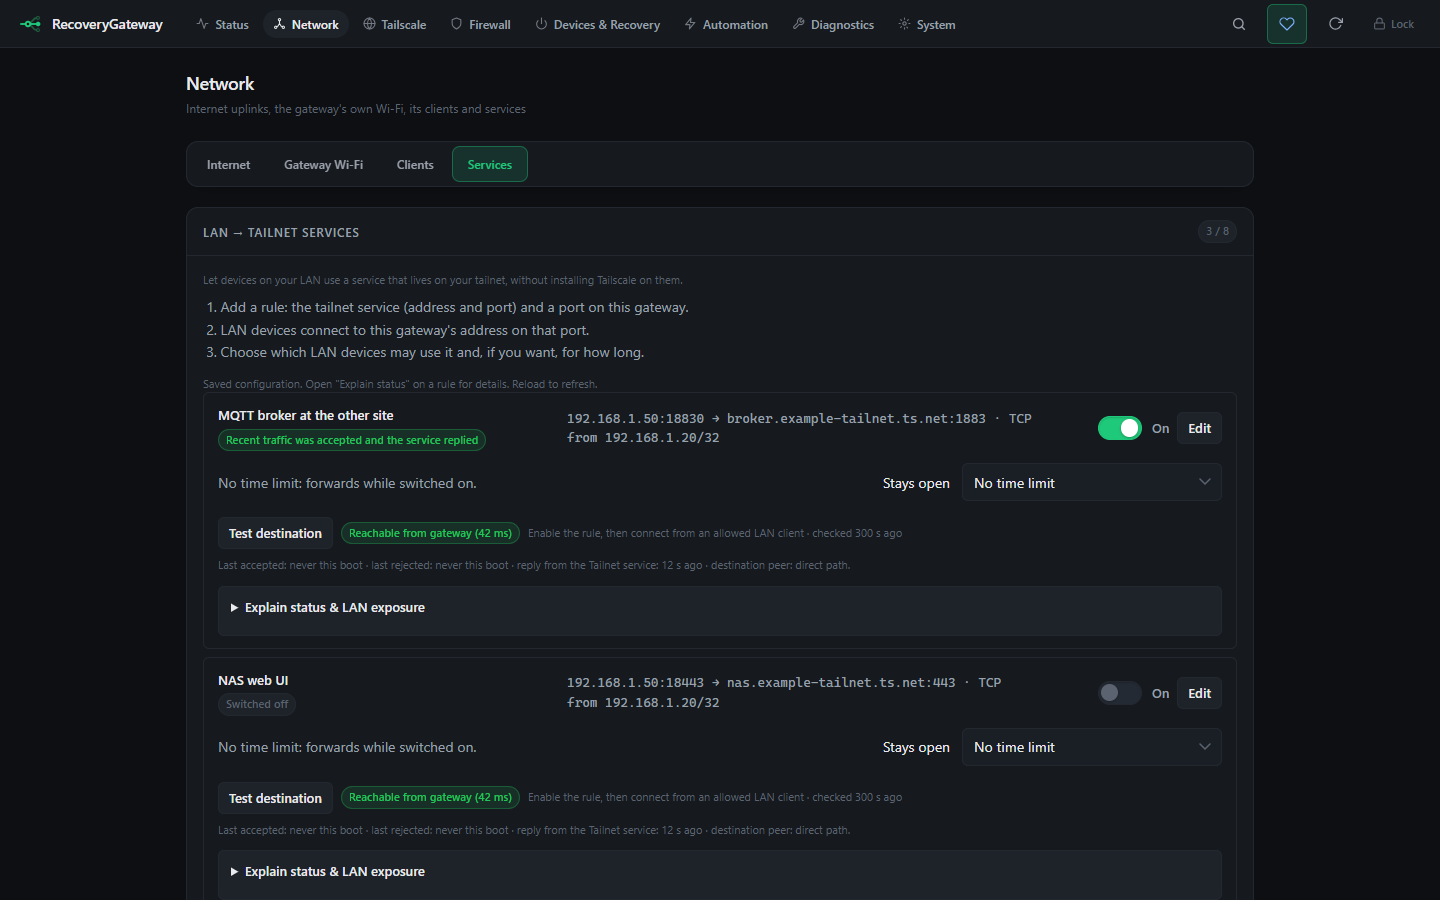 RecoveryGateway Status Network Tailscale Firewall Devices & Recovery Automation Diagnostics System Lock
Network
Internet uplinks, the gateway's own Wi-Fi, its clients and services
Internet Gateway Wi-Fi Clients Services
LAN → TAILNET SERVICES 3 / 8
Let devices on your LAN use a service that lives on your tailnet, without installing Tailscale on them.
1. Add a rule: the tailnet service (address and port) and a port on this gateway.
2. LAN devices connect to this gateway's address on that port.
3. Choose which LAN devices may use it and, if you want, for how long.
Saved configuration. Open "Explain status" on a rule for details. Reload to refresh.
MQTT broker at the other site
Recent traffic was accepted and the service replied
192.168.1.50:18830 → broker.example-tailnet.ts.net:1883 · TCP
from 192.168.1.20/32
On Edit
No time limit: forwards while switched on. Stays open No time limit
Test destination Reachable from gateway (42 ms) Enable the rule, then connect from an allowed LAN client · checked 300 s ago
Last accepted: never this boot · last rejected: never this boot · reply from the Tailnet service: 12 s ago · destination peer: direct path.
▶ Explain status & LAN exposure
NAS web UI
Switched off
192.168.1.50:18443 → nas.example-tailnet.ts.net:443 · TCP
from 192.168.1.20/32
On Edit
No time limit: forwards while switched on. Stays open No time limit
Test destination Reachable from gateway (42 ms) Enable the rule, then connect from an allowed LAN client · checked 300 s ago
Last accepted: never this boot · last rejected: never this boot · reply from the Tailnet service: 12 s ago · destination peer: direct path.
▶ Explain status & LAN exposure